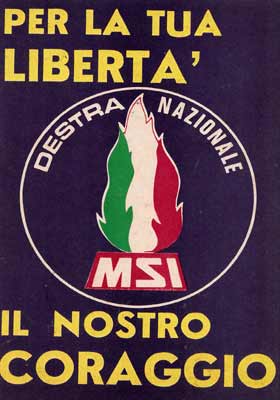 PER LA TUA
LIBERTA'
DESTRA NAZIONALE
MSI
IL NOSTRO
CORAGGIO